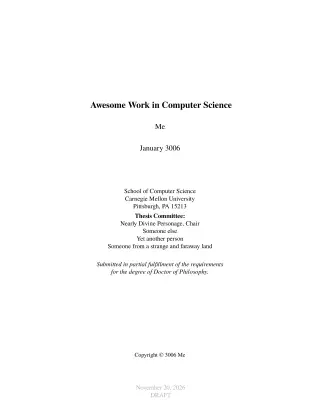 Awesome Work in Computer Science
Me
January 3006
School of Computer Science
Carnegie Mellon University
Pittsburgh, PA 15213
Thesis Committee:
Nearly Divine Personage, Chair
Someone else
Yet another person
Someone from a strange and faraway land
Submitted in partial fulfillment of the requirements
for the degree of Doctor of Philosophy.
Copyright © 3006 Me
November 20, 2026
DRAFT